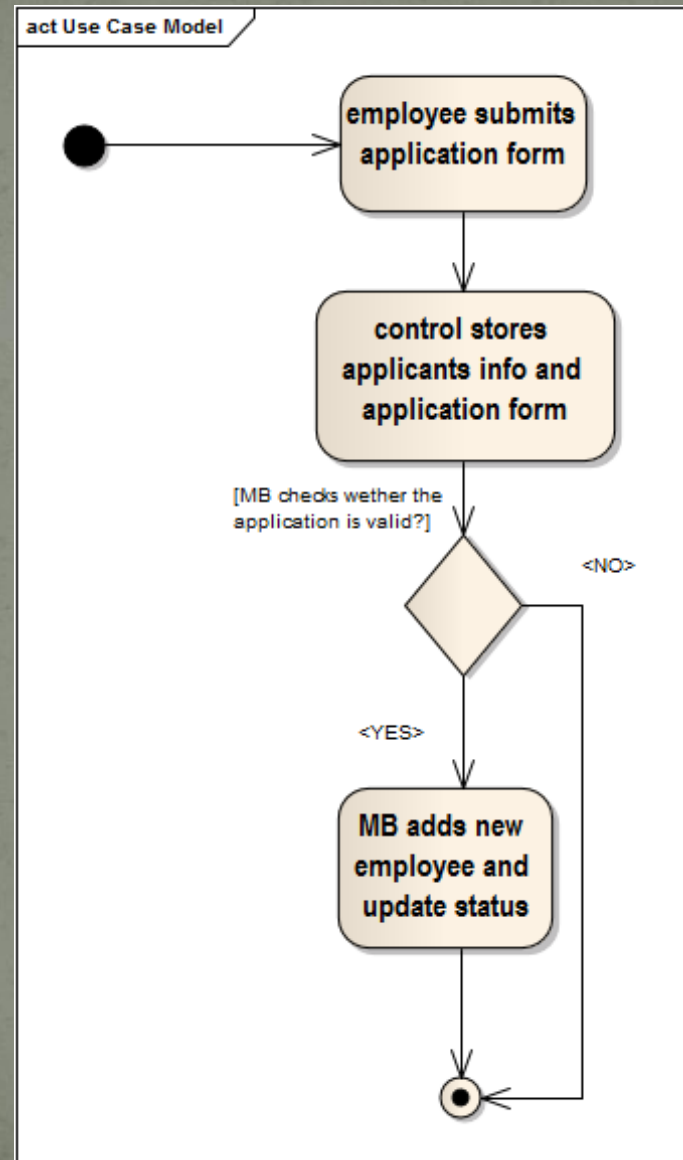 act Use Case Model
employee submits
application form
control stores
applicants info and
application form
[MB checks wether the
application is valid?]
<NO>
<YES>
MB adds new
employee and
update status